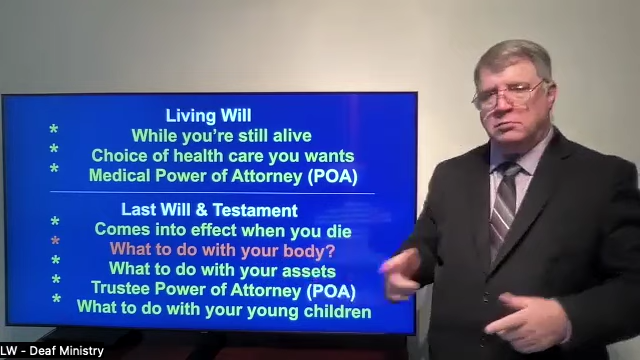 Living Will
* While you're still alive
* Choice of health care you wants
* Medical Power of Attorney (POA)
Last Will & Testament
* Comes into effect when you die
* What to do with your body?
* What to do with your assets
* Trustee Power of Attorney (POA)
* What to do with your young children
LW - Deaf Ministry